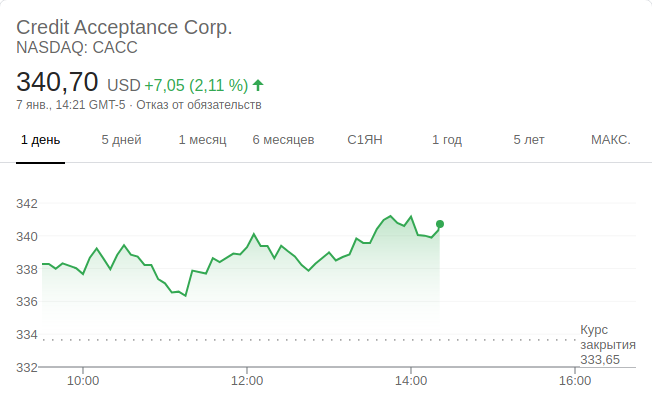 Credit Acceptance Corp.
NASDAQ: CACC
340,70 USD +7,05 (2,11 %)
7 янв., 14:21 GMT-5 · Отказ от обязательств
1 день 5 дней 1 месяц 6 месяцев С1ЯН 1 год 5 лет МАКС.
342
340
338
336
334
332
Курс
закрытия
333,65
10:00 12:00 14:00 16:00